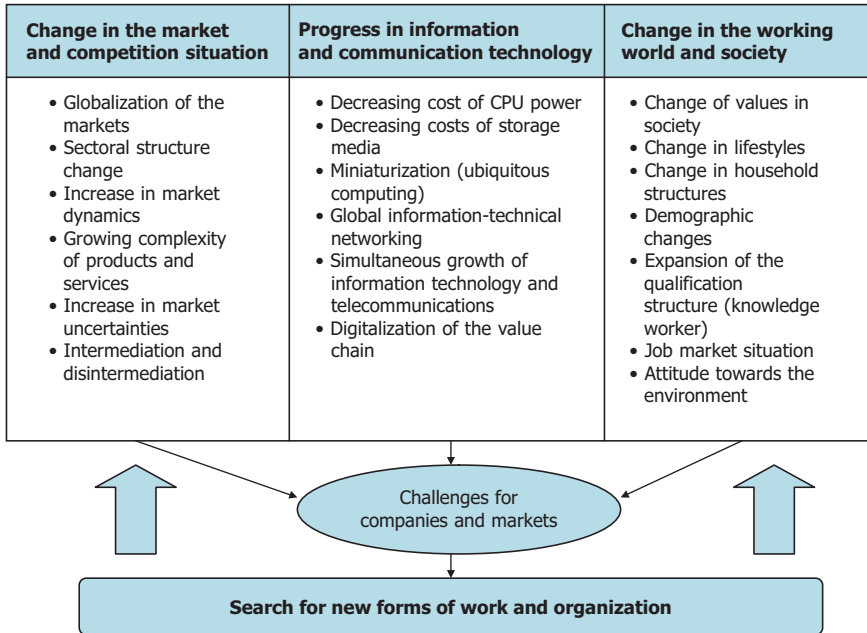 Change in the market
and competition situation
• Globalization of the
markets
• Sectoral structure
change
• Increase in market
dynamics
• Growing complexity
of products and
services
• Increase in market
uncertainties
• Intermediation and
disintermediation
Progress in information
and communication technology
• Decreasing cost of CPU power
• Decreasing costs of storage
media
• Miniaturization (ubiquitous
computing)
• Global information-technical
networking
• Simultaneous growth of
information technology and
telecommunications
• Digitalization of the value
chain
Change in the working
world and society
• Change of values in
society
• Change in lifestyles
• Change in household
structures
• Demographic
changes
• Expansion of the
qualification
structure (knowledge
worker)
• Job market situation
• Attitude towards the
environment
Challenges for
companies and markets
Search for new forms of work and organization